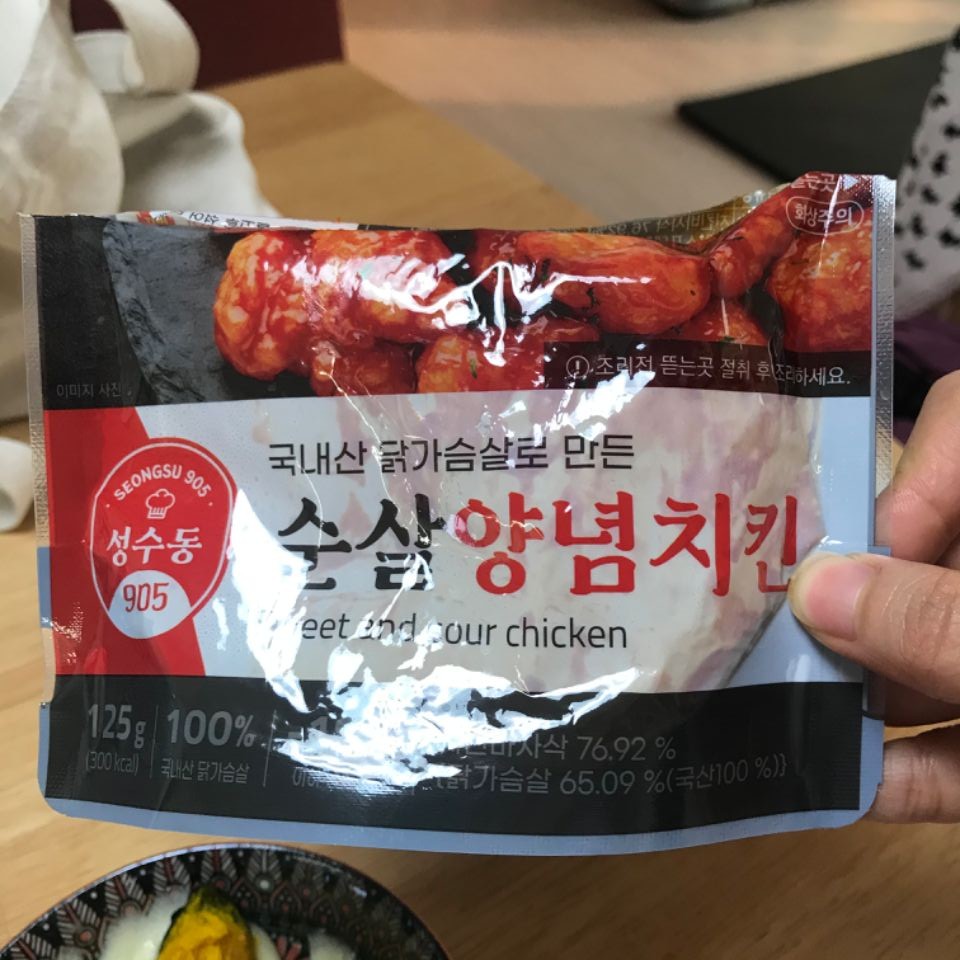 화상주의
조리전 뜯는곳 절취 후조리하세요.
이미지 사진
국내산 닭가슴살로 만든
순살양념치킨
and sour chicken
SEONGSU 905
성수동
905
125g
(300 kcal)
100%
국내산 닭가슴살
76.92 %
닭가슴살 65.09 %(국산100 %)}